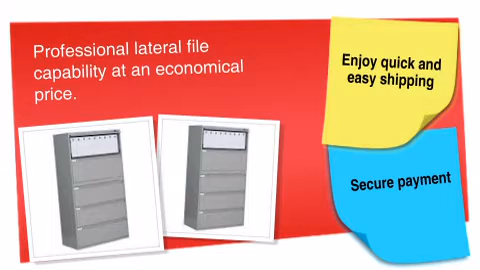 Professional lateral file
capability at an economical
price.
Enjoy quick and
easy shipping
Secure payment